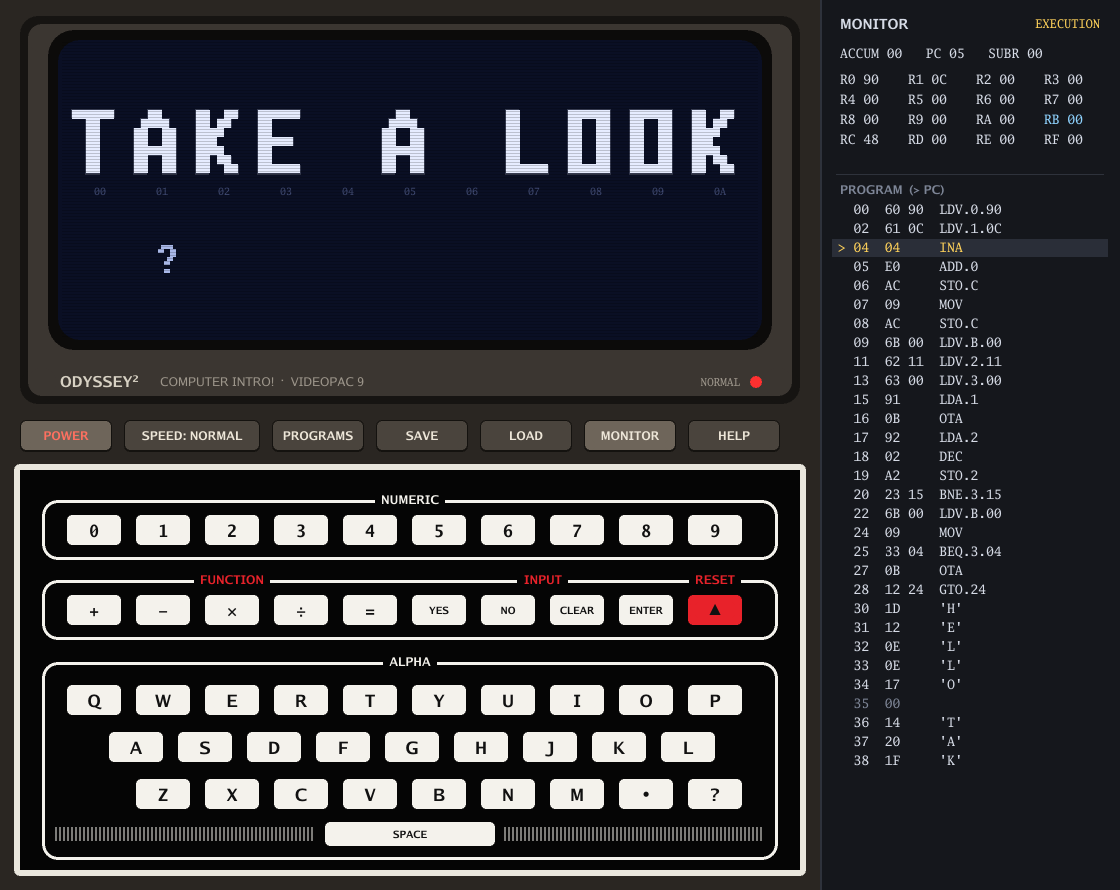 TAKE A LOOK
00 01 02 03 04 05 06 07 08 09 0A
?
ODYSSEY² COMPUTER INTRO! · VIDEOPAC 9 NORMAL
POWER SPEED: NORMAL PROGRAMS SAVE LOAD MONITOR HELP
NUMERIC
0 1 2 3 4 5 6 7 8 9
FUNCTION INPUT RESET
+ − × ÷ = YES NO CLEAR ENTER ▲
ALPHA
Q W E R T Y U I O P
A S D F G H J K L
Z X C V B N M • ?
SPACE
MONITOR EXECUTION
ACCUM 00 PC 05 SUBR 00
R0 90 R1 0C R2 00 R3 00
R4 00 R5 00 R6 00 R7 00
R8 00 R9 00 RA 00 RB 00
RC 48 RD 00 RE 00 RF 00
PROGRAM (> PC)
00 60 90 LDV.0.90
02 61 0C LDV.1.0C
> 04 04 INA
05 E0 ADD.0
06 AC STO.C
07 09 MOV
08 AC STO.C
09 6B 00 LDV.B.00
11 62 11 LDV.2.11
13 63 00 LDV.3.00
15 91 LDA.1
16 0B OTA
17 92 LDA.2
18 02 DEC
19 A2 STO.2
20 23 15 BNE.3.15
22 6B 00 LDV.B.00
24 09 MOV
25 33 04 BEQ.3.04
27 0B OTA
28 12 24 GTO.24
30 1D 'H'
31 12 'E'
32 0E 'L'
33 0E 'L'
34 17 'O'
35 00
36 14 'T'
37 20 'A'
38 1F 'K'